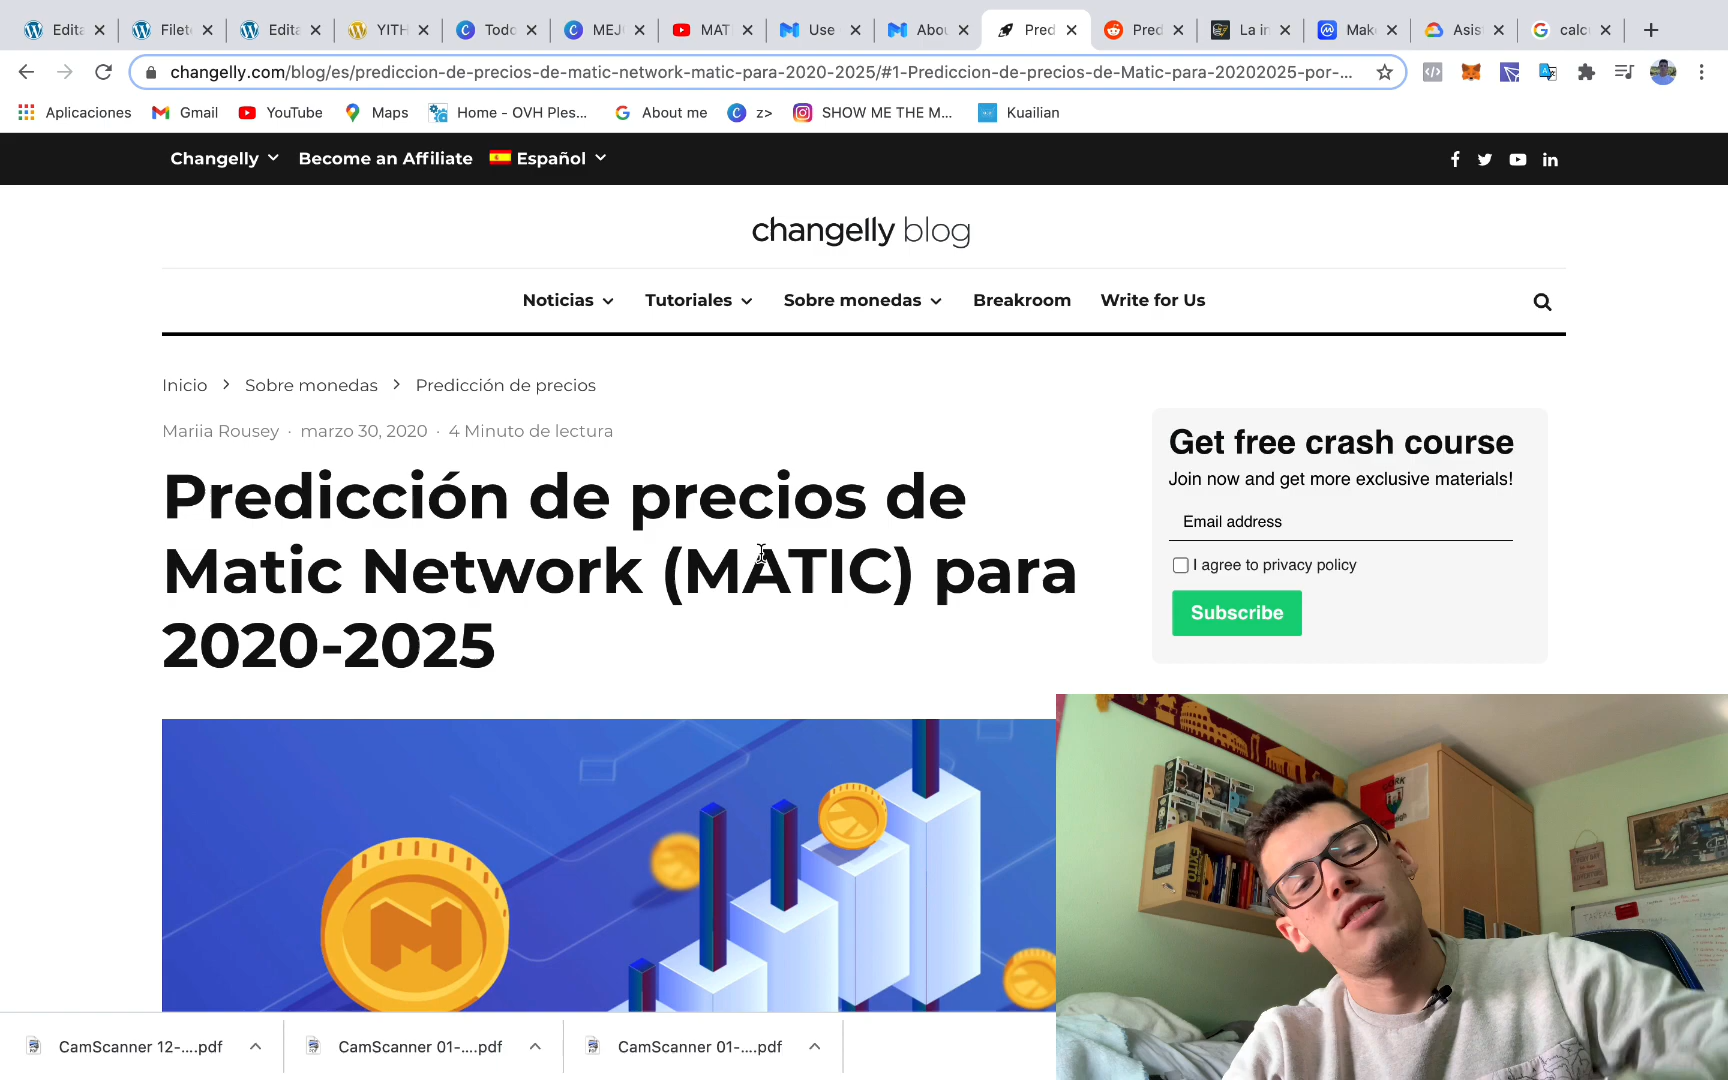 Edita
Filete
Edita
YITH
Todo
MEJO
MAT
Use
Abou
Pred
Pred
La in
Make
Asis
calcu
changelly.com/blog/es/prediccion-de-precios-de-matic-network-matic-para-2020-2025/#1-Prediccion-de-precios-de-Matic-para-20202025-por-...
Aplicaciones
Gmail
YouTube
Maps
Home - OVH Ples...
About me
z>
SHOW ME THE M...
Kuailian
Changelly
Become an Affiliate
Español
changelly blog
Noticias
Tutoriales
Sobre monedas
Breakroom
Write for Us
Inicio > Sobre monedas > Predicción de precios
Mariia Rousey · marzo 30, 2020 · 4 Minuto de lectura
Predicción de precios de
Matic Network (MATIC) para
2020-2025
Get free crash course
Join now and get more exclusive materials!
Email address
I agree to privacy policy
Subscribe
CamScanner 12-....pdf
CamScanner 01-....pdf
CamScanner 01-....pdf